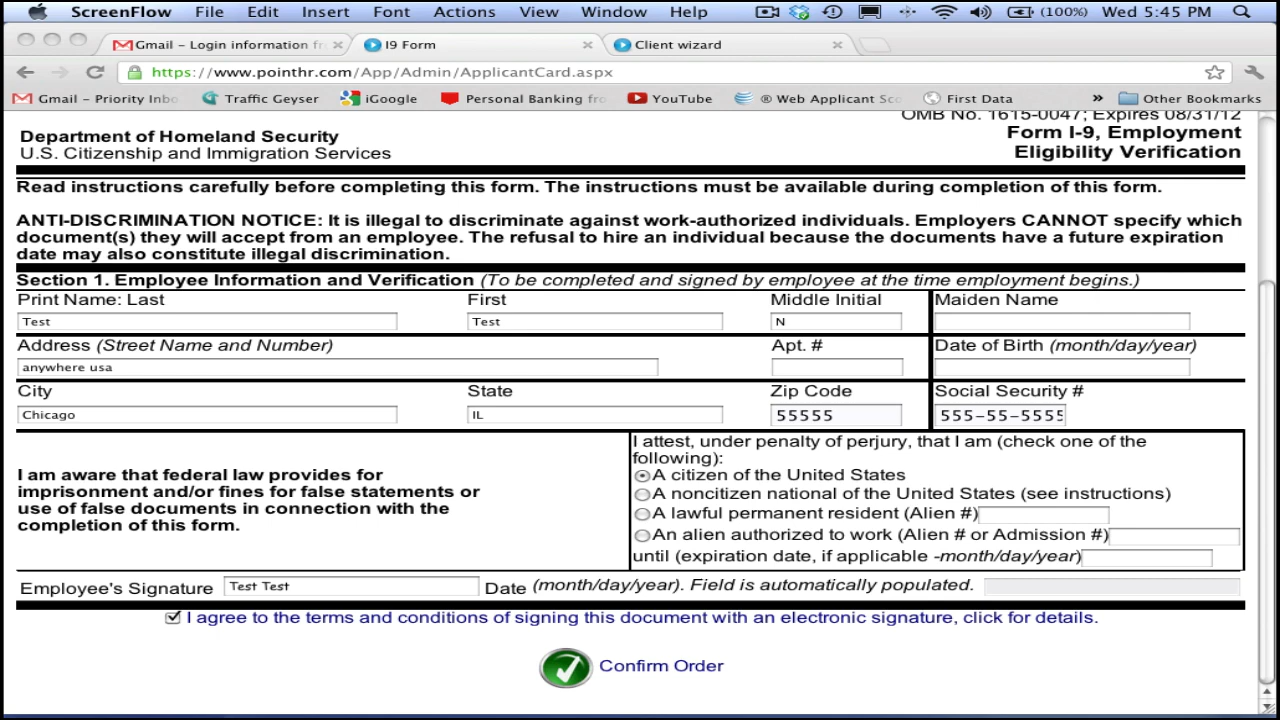 ScreenFlow File Edit Insert Font Actions View Window Help (100%) Wed 5:45 PM
Gmail - Login information fr I9 Form Client wizard
https://www.pointhr.com/App/Admin/ApplicantCard.aspx
Gmail - Priority Inbo Traffic Geyser iGoogle Personal Banking fro YouTube ® Web Applicant Sc First Data » Other Bookmarks
OMB No. 1615-0047; Expires 08/31/12
Department of Homeland Security Form I-9, Employment
U.S. Citizenship and Immigration Services Eligibility Verification
Read instructions carefully before completing this form. The instructions must be available during completion of this form.
ANTI-DISCRIMINATION NOTICE: It is illegal to discriminate against work-authorized individuals. Employers CANNOT specify which
document(s) they will accept from an employee. The refusal to hire an individual because the documents have a future expiration
date may also constitute illegal discrimination.
Section 1. Employee Information and Verification (To be completed and signed by employee at the time employment begins.)
Print Name: Last First Middle Initial Maiden Name
Test Test N
Address (Street Name and Number) Apt. # Date of Birth (month/day/year)
anywhere usa
City State Zip Code Social Security #
Chicago IL 55555 555-55-5555
I attest, under penalty of perjury, that I am (check one of the
following):
A citizen of the United States
A noncitizen national of the United States (see instructions)
A lawful permanent resident (Alien #)
An alien authorized to work (Alien # or Admission #)
until (expiration date, if applicable -month/day/year)
I am aware that federal law provides for
imprisonment and/or fines for false statements or
use of false documents in connection with the
completion of this form.
Employee's Signature Test Test Date (month/day/year). Field is automatically populated.
I agree to the terms and conditions of signing this document with an electronic signature, click for details.
Confirm Order